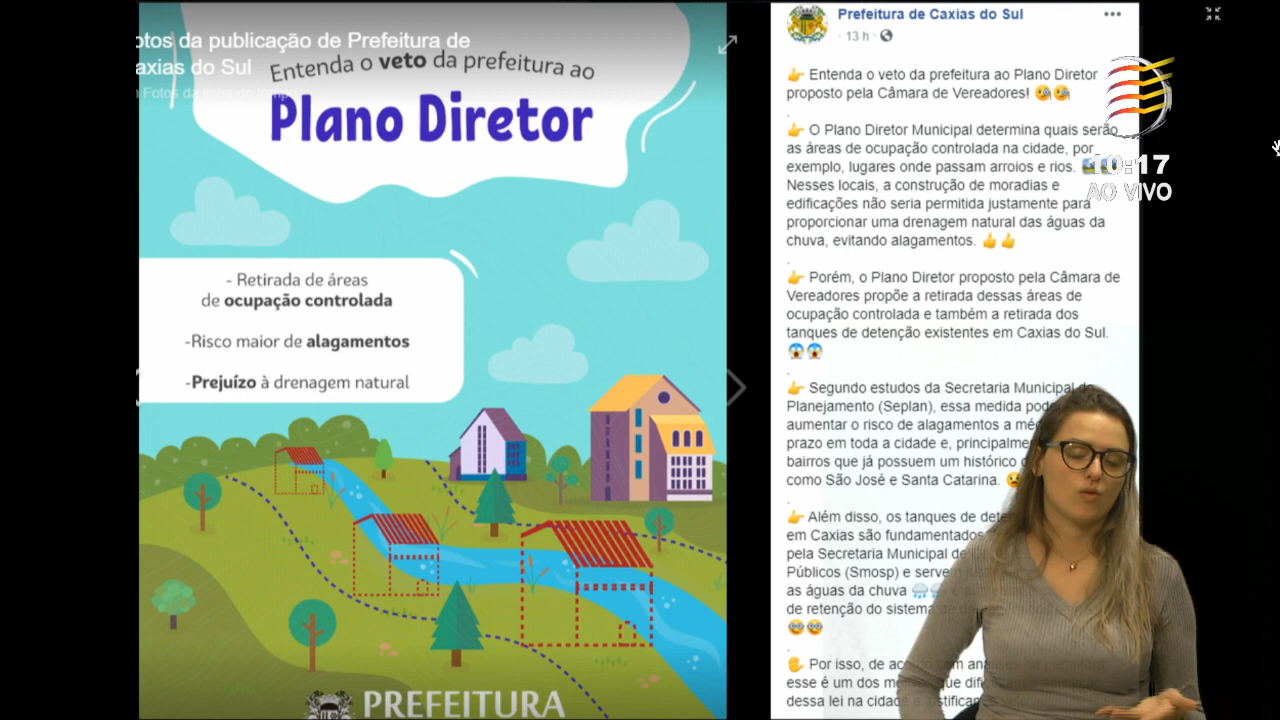 otos da publicação de Prefeitura de
axias do Sul
Entenda o veto da prefeitura ao
Plano Diretor
- Retirada de áreas
de ocupação controlada
-Risco maior de alagamentos
-Prejuízo à drenagem natural
PREFEITURA
Prefeitura de Caxias do Sul
· 13 h ·
👉 Entenda o veto da prefeitura ao Plano Diretor
proposto pela Câmara de Vereadores! 🧐🧐
.
👉 O Plano Diretor Municipal determina quais serão
as áreas de ocupação controlada na cidade, por
exemplo, lugares onde passam arroios e rios.
Nesses locais, a construção de moradias e
edificações não seria permitida justamente para
proporcionar uma drenagem natural das águas da
chuva, evitando alagamentos. 👍👍
.
👉 Porém, o Plano Diretor proposto pela Câmara de
Vereadores propõe a retirada dessas áreas de
ocupação controlada e também a retirada dos
tanques de detenção existentes em Caxias do Sul.
😱😱
.
👉 Segundo estudos da Secretaria Municipal de
Planejamento (Seplan), essa medida pode
aumentar o risco de alagamentos a
prazo em toda a cidade e,
bairros que já possuem um histórico
como São José e Santa Catarina.
.
👉 Além disso, os tanques de
em Caxias são fundamentados
pela Secretaria Municipal de
Públicos (Smosp) e
as águas da chuva
de retenção do sistema
.
✋ Por isso, de
esse é um dos
dessa lei na cidade
10:17
AO VIVO